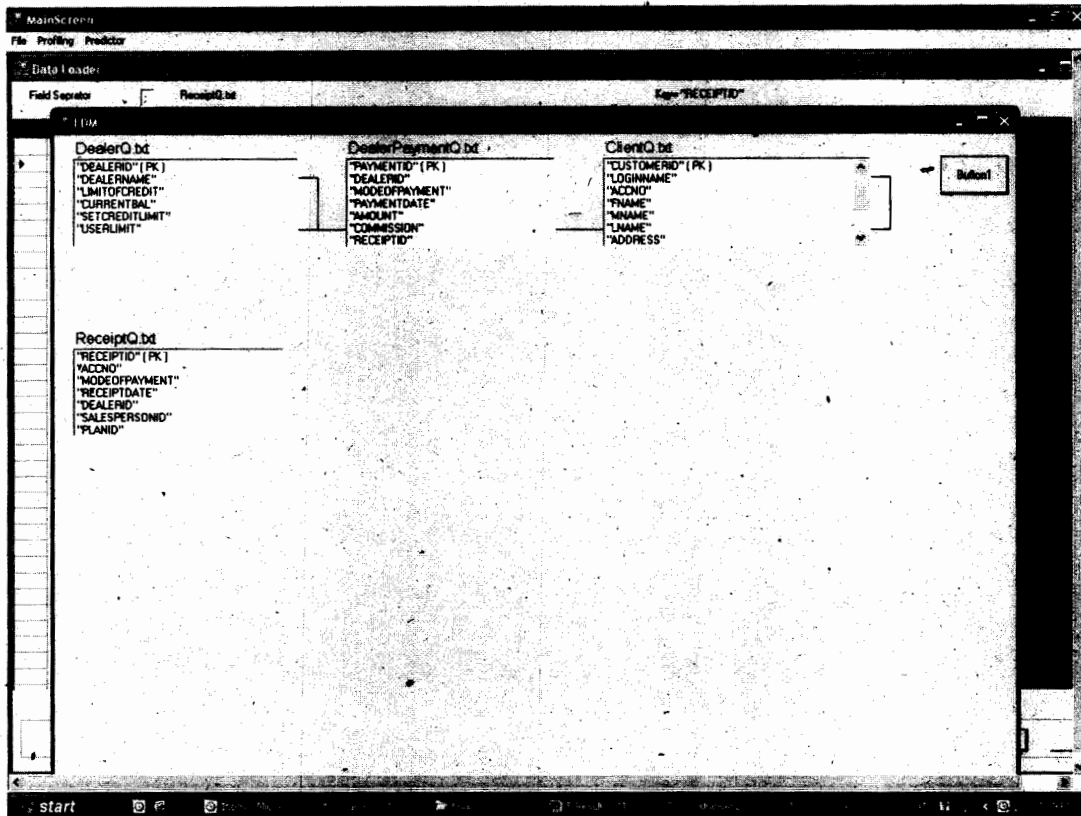 MainScreen
File Profiling Predictor
Data Loader
Field Seprator : ReceiptQ.txt Key= "RECEIPTID"
DealerQ.txt
"DEALERID" ( PK )
"DEALERNAME"
"LIMITOFCREDIT"
"CURRENTBAL"
"SETCREDITLIMIT"
"USERLIMIT"
DealerPaymentQ.txt
"PAYMENTID" ( PK )
"DEALERID"
"MODEOFPAYMENT"
"PAYMENTDATE"
"AMOUNT"
"COMMISSION"
"RECEIPTID"
ClientQ.txt
"CUSTOMERID" (PK )
"LOGINNAME"
"ACCNO"
"FNAME"
"MNAME"
"LNAME"
"ADDRESS"
Button1
ReceiptQ.txt
"RECEIPTID" ( PK )
"ACCNO"
"MODEOFPAYMENT"
"RECEIPTDATE"
"DEALERID"
"SALESPERSONID"
"PLANID"
start